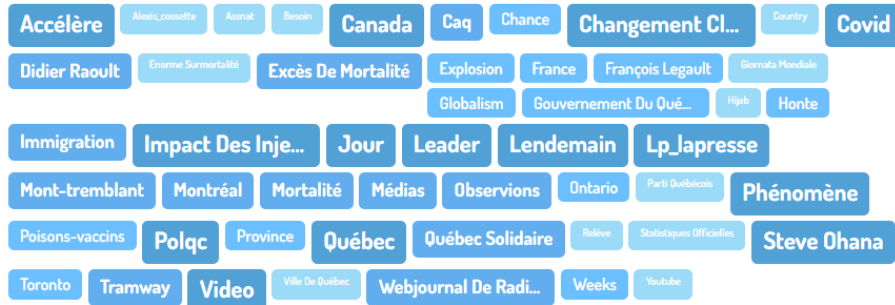 Accélère Alexis_cossette Assnat Besoin Canada Caq Chance Changement Cl... Country Covid
Didier Raoult Enorme Surmortalité Excès De Mortalité Explosion France François Legault Giornata Mondiale
Globalism Gouvernement Du Qué... Hijab Honte
Immigration Impact Des Inje... Jour Leader Lendemain Lp_lapresse
Mont-tremblant Montréal Mortalité Médias Observions Ontario Parti Québécois Phénomène
Poisons-vaccins Polqc Province Québec Québec Solidaire Relève Statistiques Officielles Steve Ohana
Toronto Tramway Video Ville De Québec Webjournal De Radi... Weeks Youtube